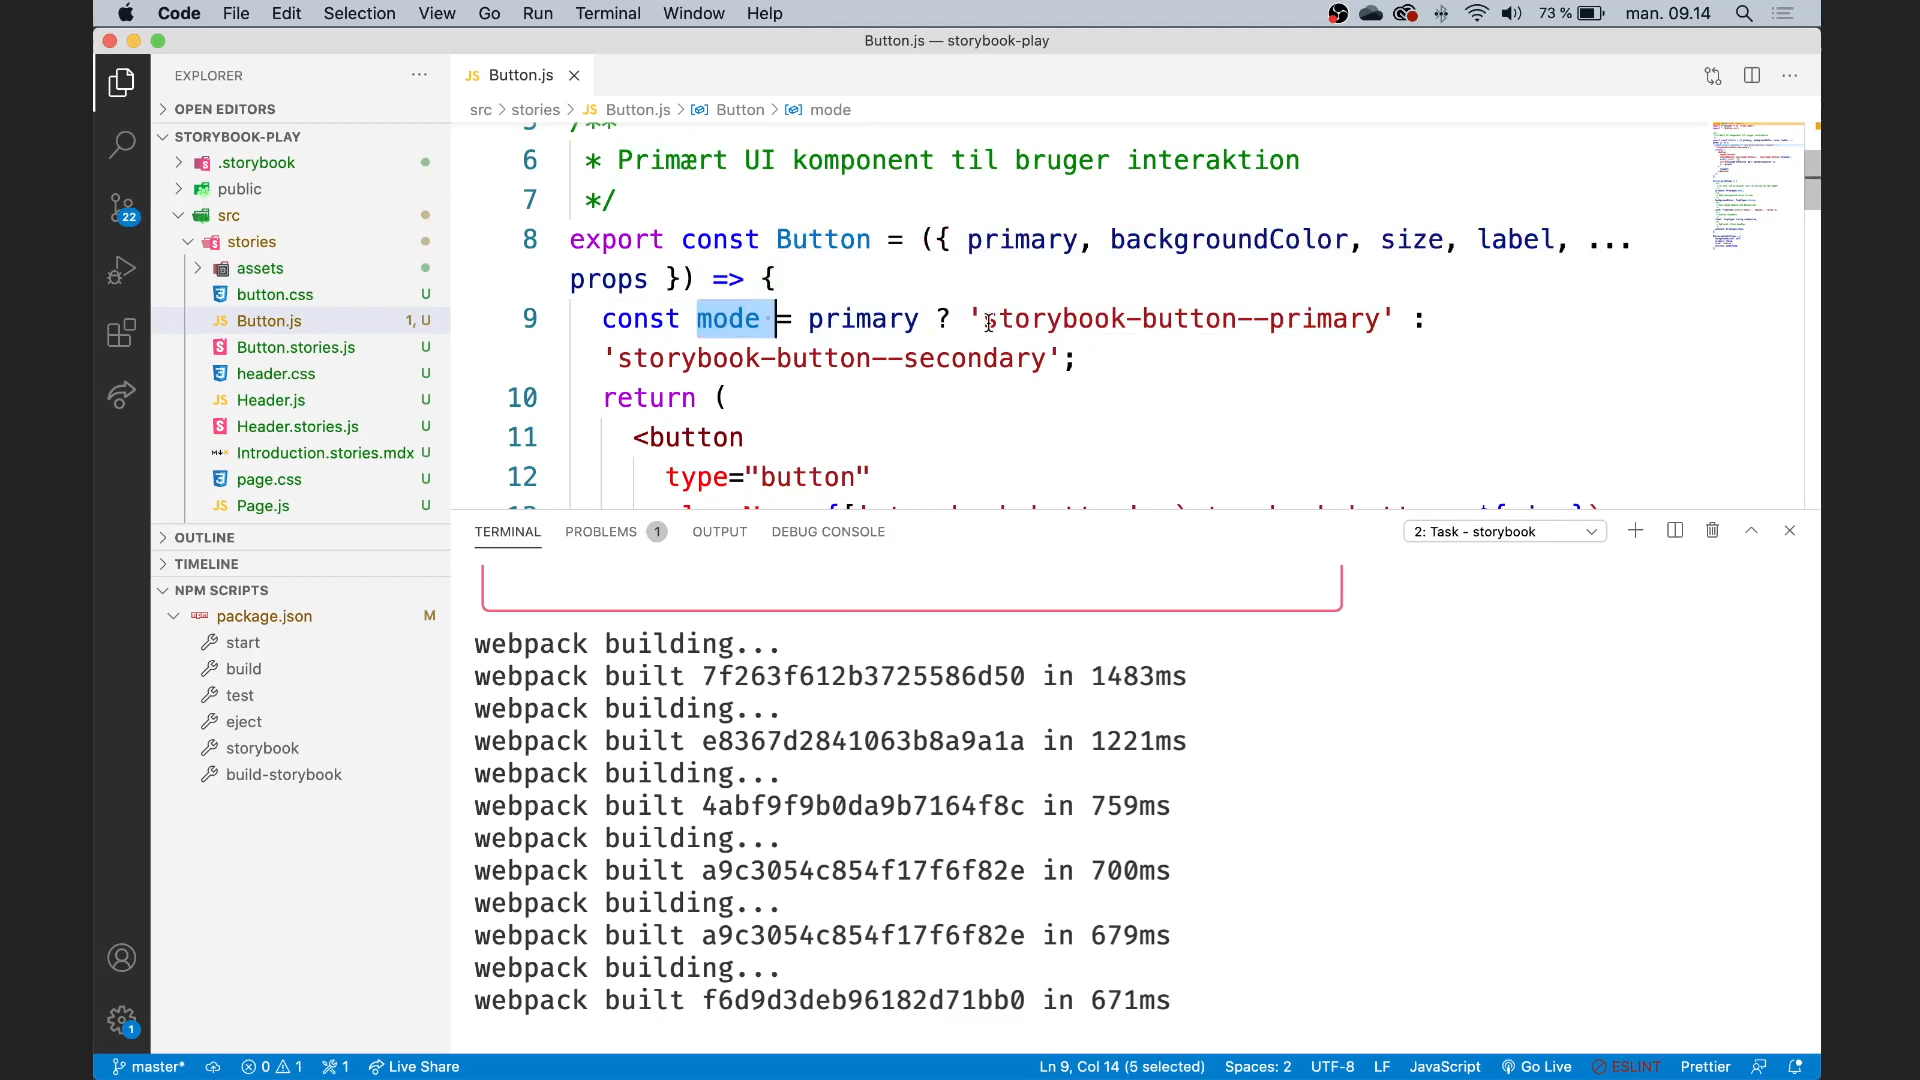 Code File Edit Selection View Go Run Terminal Window Help 73 % man. 09.14
Button.js — storybook-play
EXPLORER
OPEN EDITORS
STORYBOOK-PLAY
.storybook
public
src
stories
assets
button.css U
JS Button.js 1, U
Button.stories.js U
header.css U
JS Header.js U
Header.stories.js U
Introduction.stories.mdx U
page.css U
JS Page.js U
OUTLINE
TIMELINE
NPM SCRIPTS
package.json M
start
build
test
eject
storybook
build-storybook
22
1
JS Button.js
src > stories > JS Button.js > Button > mode
5 /**
6 * Primært UI komponent til bruger interaktion
7 */
8 export const Button = ({ primary, backgroundColor, size, label, ...
props }) => {
9 const mode = primary ? 'storybook-button--primary' :
'storybook-button--secondary';
10 return (
11 <button
12 type="button"
TERMINAL PROBLEMS 1 OUTPUT DEBUG CONSOLE 2: Task - storybook
webpack building...
webpack built 7f263f612b3725586d50 in 1483ms
webpack building...
webpack built e8367d2841063b8a9a1a in 1221ms
webpack building...
webpack built 4abf9f9b0da9b7164f8c in 759ms
webpack building...
webpack built a9c3054c854f17f6f82e in 700ms
webpack building...
webpack built a9c3054c854f17f6f82e in 679ms
webpack building...
webpack built f6d9d3deb96182d71bb0 in 671ms
master* 0 1 1 Live Share Ln 9, Col 14 (5 selected) Spaces: 2 UTF-8 LF JavaScript Go Live ESLINT Prettier